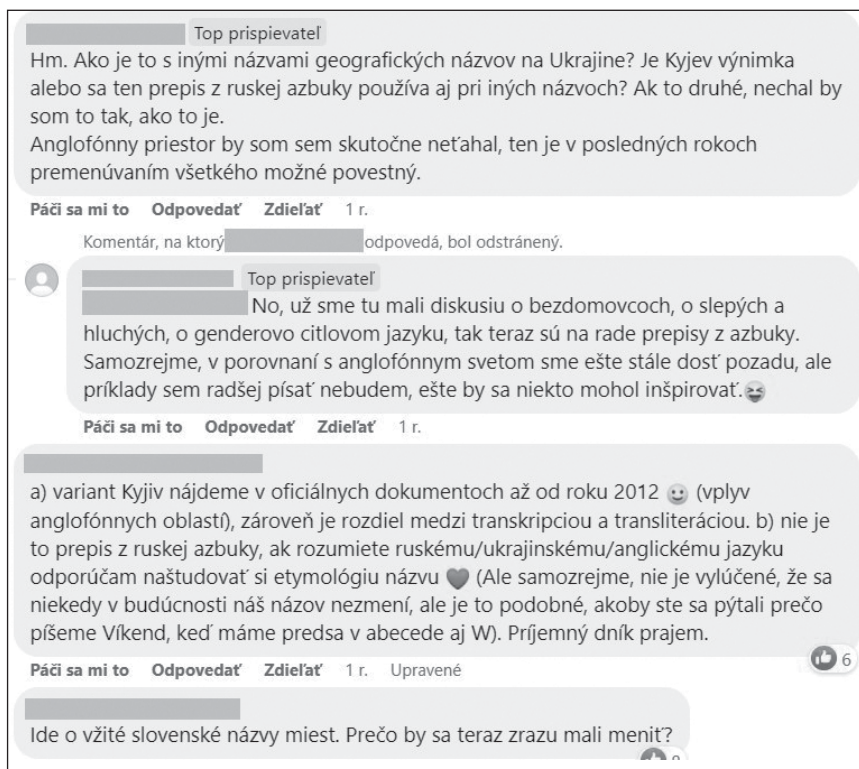 Top prispievateľ
Hm. Ako je to s inými názvami geografických názvov na Ukrajine? Je Kyjev výnimka
alebo sa ten prepis z ruskej azbuky používa aj pri iných názvoch? Ak to druhé, nechal by
som to tak, ako to je.
Anglofónny priestor by som sem skutočne neťahal, ten je v posledných rokoch
premenúvaním všetkého možné povestný.
Páči sa mi to Odpovedať Zdieľať 1 r.
Komentár, na ktorý odpovedá, bol odstránený.
Top prispievateľ
No, už sme tu mali diskusiu o bezdomovcoch, o slepých a
hluchých, o genderovo citlovom jazyku, tak teraz sú na rade prepisy z azbuky.
Samozrejme, v porovnaní s anglofónnym svetom sme ešte stále dosť pozadu, ale
príklady sem radšej písať nebudem, ešte by sa niekto mohol inšpirovať.😝
Páči sa mi to Odpovedať Zdieľať 1 r.
a) variant Kyjiv nájdeme v oficiálnych dokumentoch až od roku 2012 🙂 (vplyv
anglofónnych oblastí), zároveň je rozdiel medzi transkripciou a transliteráciou. b) nie je
to prepis z ruskej azbuky, ak rozumiete ruskému/ukrajinskému/anglickému jazyku
odporúčam naštudovať si etymológiu názvu ♥ (Ale samozrejme, nie je vylúčené, že sa
niekedy v budúcnosti náš názov nezmení, ale je to podobné, akoby ste sa pýtali prečo
píšeme Víkend, keď máme predsa v abecede aj W). Príjemný dník prajem.
6
Páči sa mi to Odpovedať Zdieľať 1 r. Upravené
Ide o vžité slovenské názvy miest. Prečo by sa teraz zrazu mali meniť?